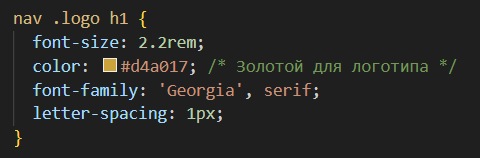 nav .logo h1 {
  font-size: 2.2rem;
  color: #d4a017; /* Золотой для логотипа */
  font-family: 'Georgia', serif;
  letter-spacing: 1px;
}